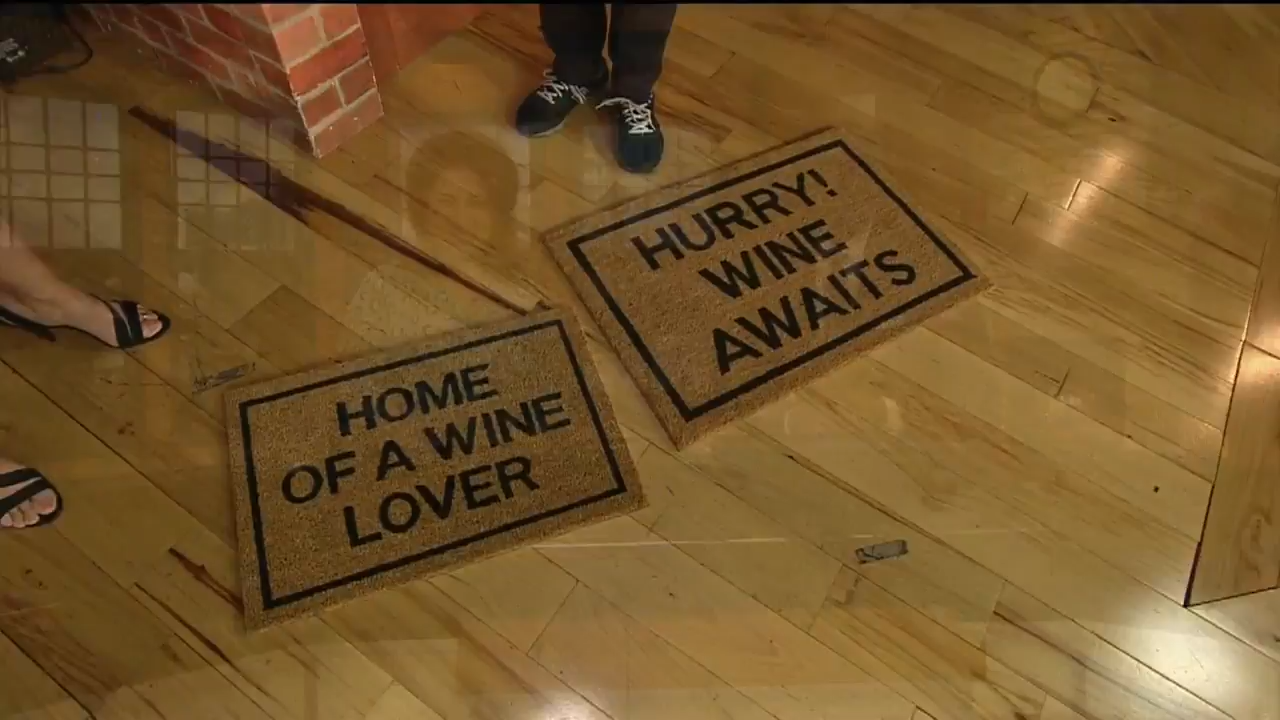 HURRY!
WINE
AWAITS
HOME
OF A WINE
LOVER